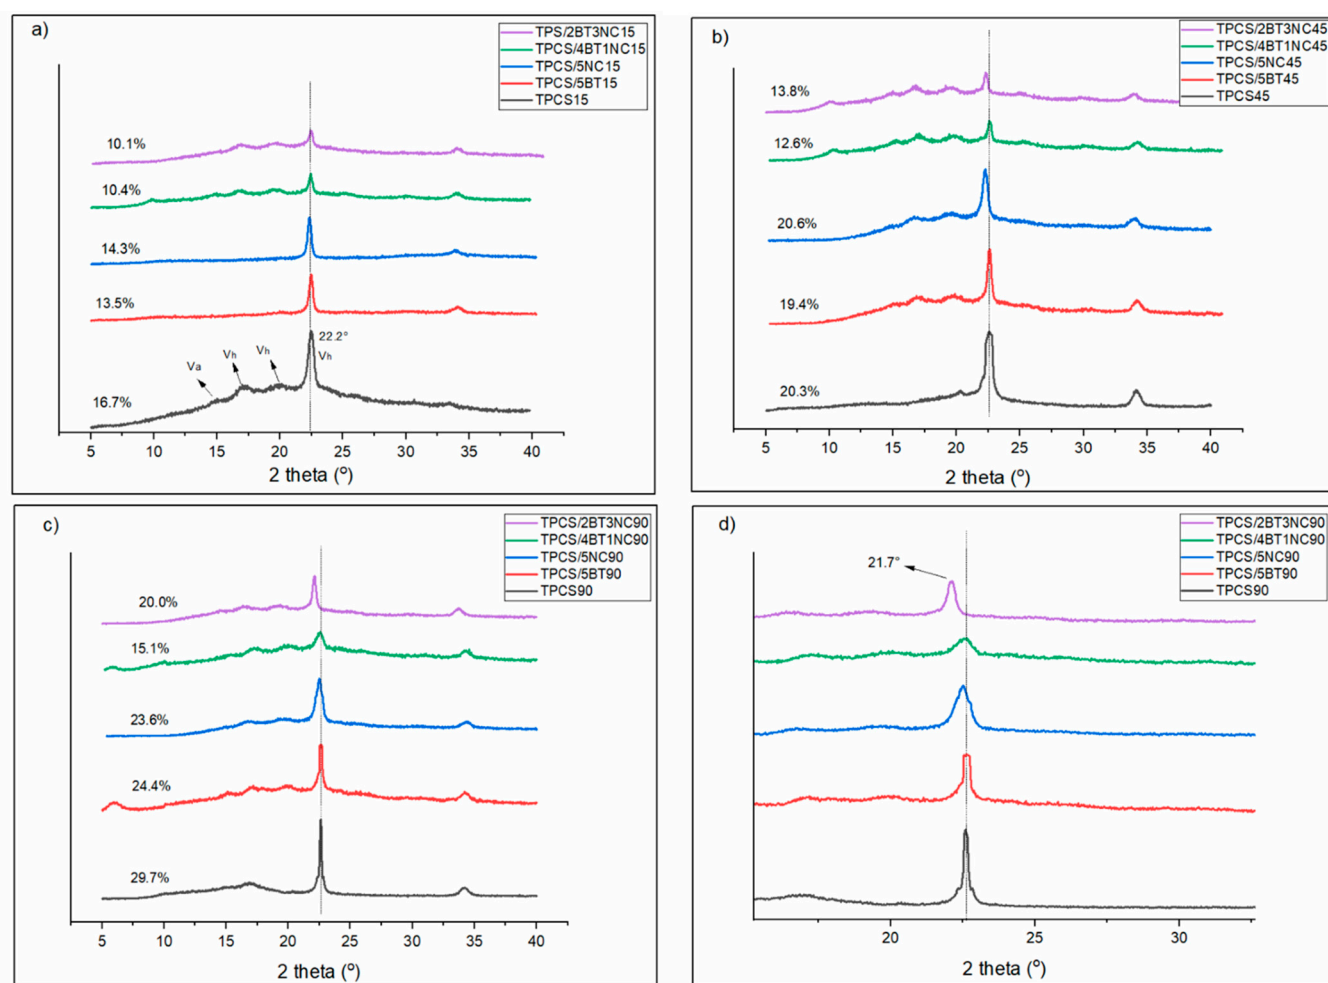 a)
TPS/2BT3NC15
TPCS/4BT1NC15
TPCS/5NC15
TPCS/5BT15
TPCS15
10.1%
10.4%
14.3%
13.5%
16.7%
Va
Vh
Vh
22.2°
Vh
5 10 15 20 25 30 35 40
2 theta (°)
b)
TPCS/2BT3NC45
TPCS/4BT1NC45
TPCS/5NC45
TPCS/5BT45
TPCS45
13.8%
12.6%
20.6%
19.4%
20.3%
5 10 15 20 25 30 35 40
2 theta (°)
c)
TPCS/2BT3NC90
TPCS/4BT1NC90
TPCS/5NC90
TPCS/5BT90
TPCS90
20.0%
15.1%
23.6%
24.4%
29.7%
5 10 15 20 25 30 35 40
2 theta (°)
d)
TPCS/2BT3NC90
TPCS/4BT1NC90
TPCS/5NC90
TPCS/5BT90
TPCS90
21.7°
20 25 30
2 theta (°)